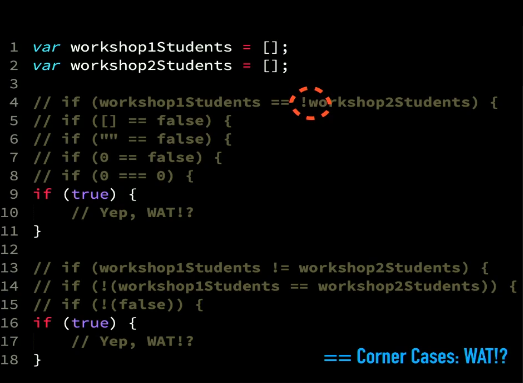 1 var workshop1Students = [];
2 var workshop2Students = [];
3
4 // if (workshop1Students == !workshop2Students) {
5 // if ([] == false) {
6 // if ("" == false) {
7 // if (0 == false) {
8 // if (0 === 0) {
9 if (true) {
10     // Yep, WAT!?
11 }
12
13 // if (workshop1Students != workshop2Students) {
14 // if (!(workshop1Students == workshop2Students)) {
15 // if (!(false)) {
16 if (true) {
17     // Yep, WAT!?
18 }
== Corner Cases: WAT!?